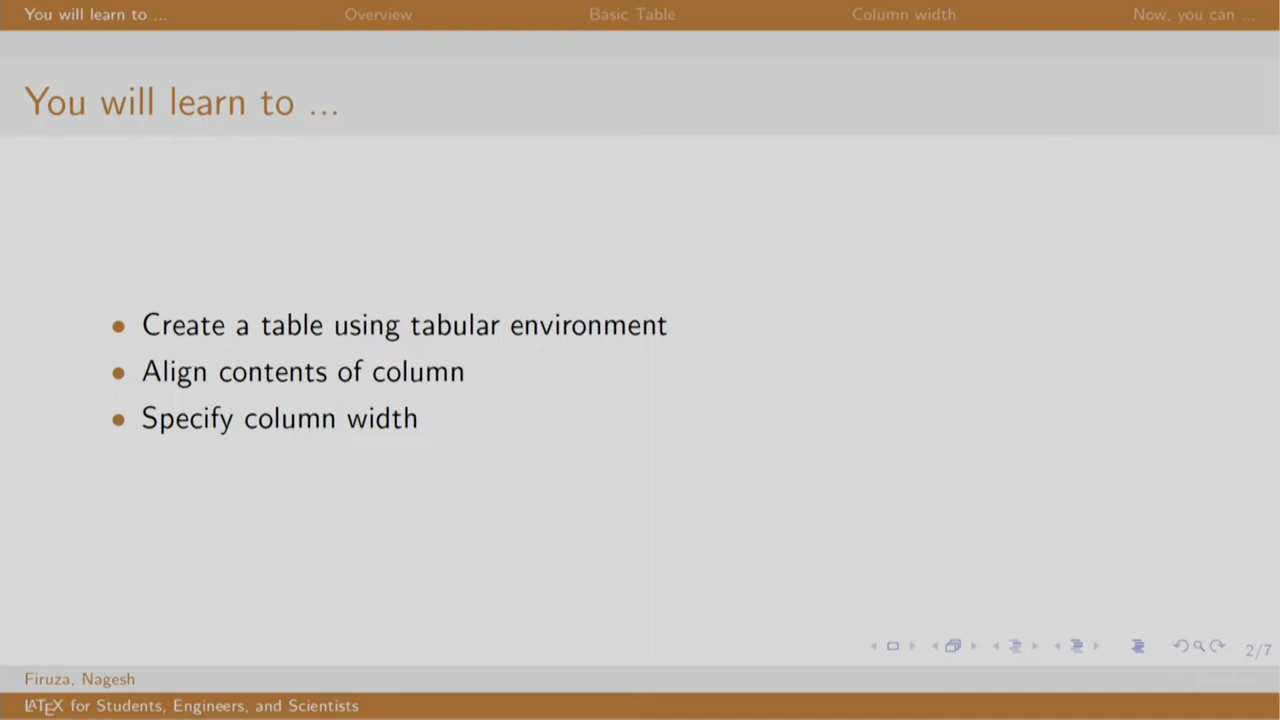 You will learn to ... Overview Basic Table Column width Now, you can ...
You will learn to ...
• Create a table using tabular environment
• Align contents of column
• Specify column width
2/7
Firuza, Nagesh
LATEX for Students, Engineers, and Scientists